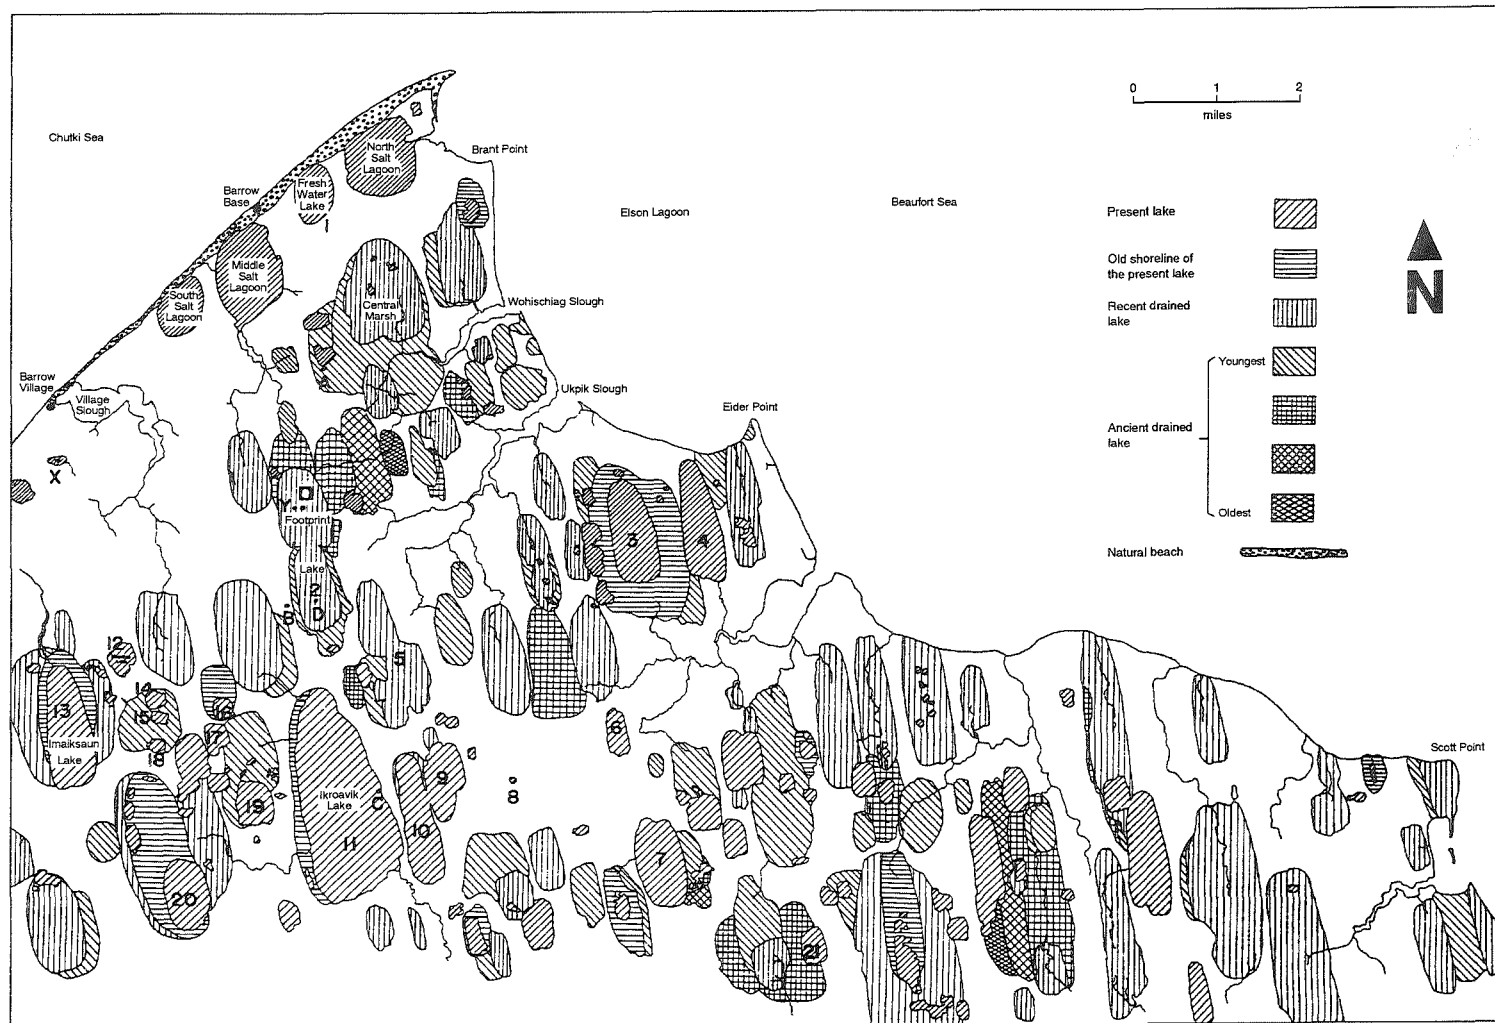 0
1
2
miles
Chutki Sea
North
Salt
Lagoon
Brant Point
Fresh
Water
Lake
Barrow
Base
1
Elson Lagoon
Beaufort Sea
Present lake
Old shoreline of
the present lake
N
Middle
Salt
Lagoon
South
Salt
Lagoon
Central
Marsh
Wohischiag Slough
Recent drained
lake
Youngest
Barrow
Village
Village
Slough
Ukpik Slough
Eider Point
Ancient drained
lake
X
Y
Footprint
Lake
3
4
Oldest
Natural beach
2
B
D
12
5
13
14
15
16
17
18
Imaiksaun
Lake
6
Scott Point
Ikroavik
Lake
C
9
8
19
10
11
7
20
21